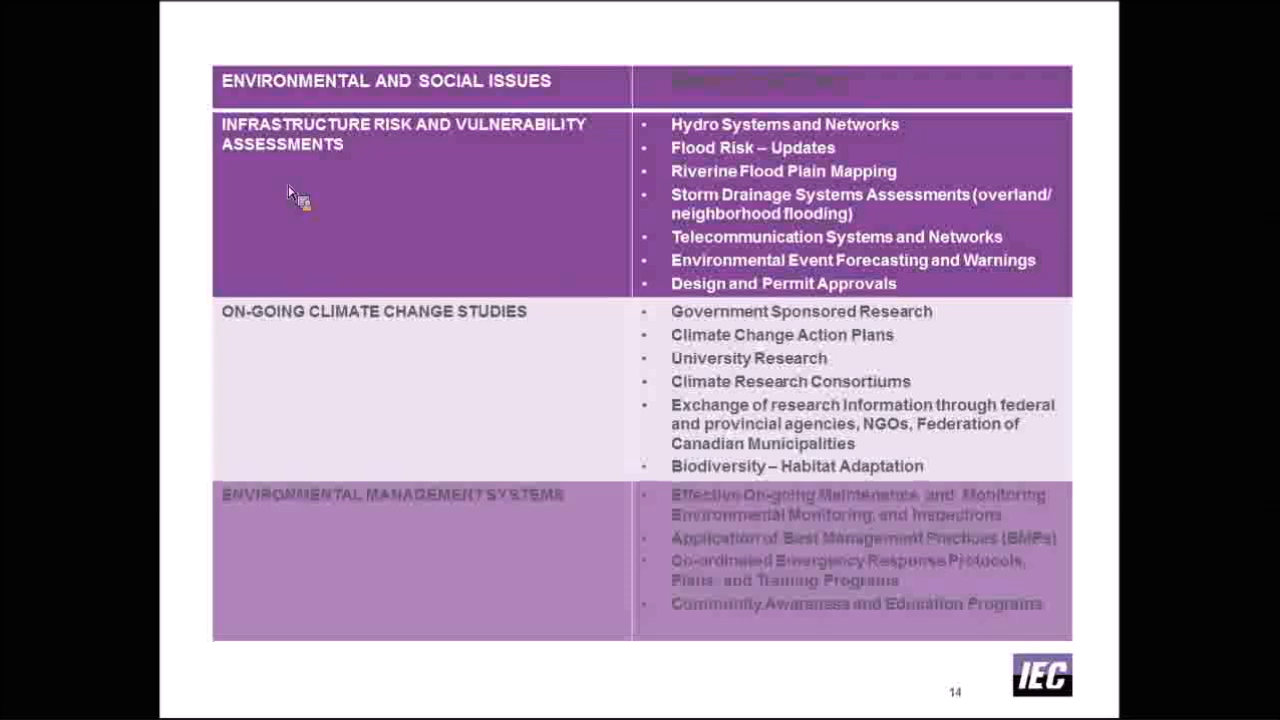 ENVIRONMENTAL AND SOCIAL ISSUES
INFRASTRUCTURE RISK AND VULNERABILITY
ASSESSMENTS
• Hydro Systems and Networks
• Flood Risk – Updates
• Riverine Flood Plain Mapping
• Storm Drainage Systems Assessments (overland/
neighborhood flooding)
• Telecommunication Systems and Networks
• Environmental Event Forecasting and Warnings
• Design and Permit Approvals
ON-GOING CLIMATE CHANGE STUDIES
• Government Sponsored Research
• Climate Change Action Plans
• University Research
• Climate Research Consortiums
• Exchange of research Information through federal
and provincial agencies, NGOs, Federation of
Canadian Municipalities
• Biodiversity – Habitat Adaptation
ENVIRONMENTAL MANAGEMENT SYSTEMS
• Effective On-going Maintenance and Monitoring
Environmental Monitoring, and Inspections
• Application of Best Management Practices (BMPs)
• Co-ordinated Emergency Response Protocols,
Plans, and Training Programs
• Community Awareness and Education Programs
14
IEC